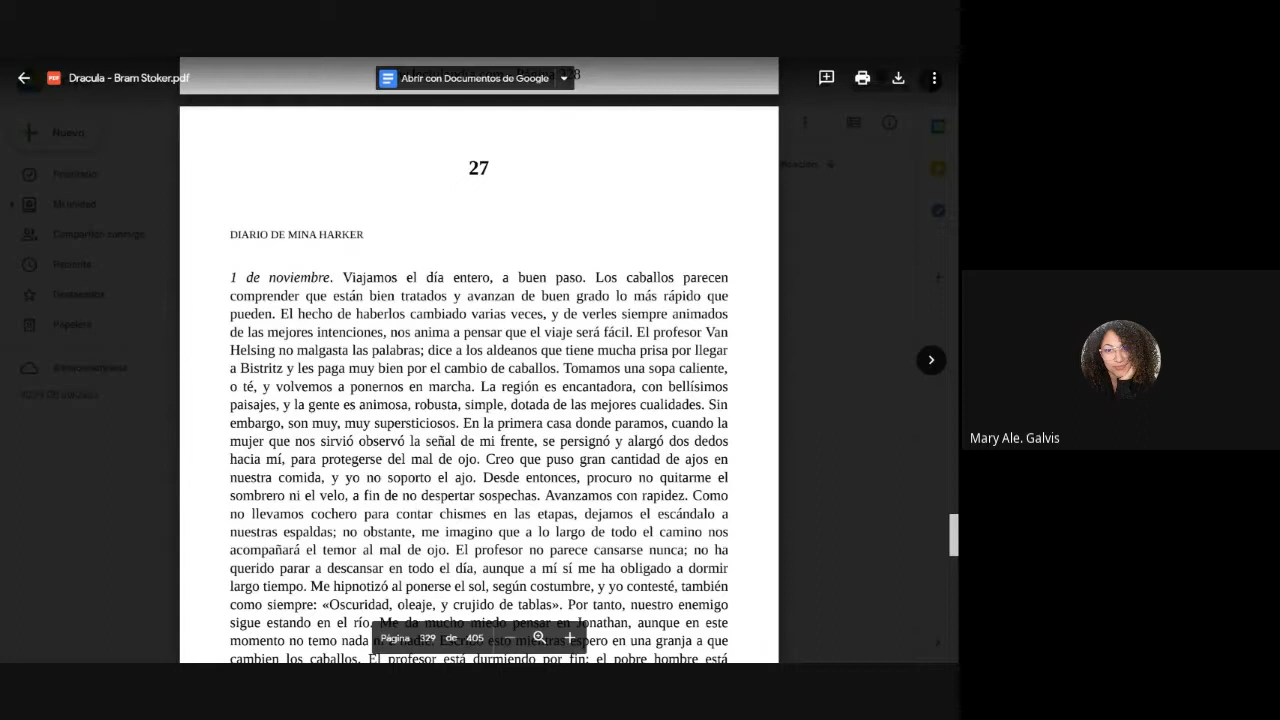 Dracula - Bram Stoker.pdf
Abrir con Documentos de Google
Nuevo
Mi unidad
Compartido conmigo
Reciente
Destacados
Papelera
27
DIARIO DE MINA HARKER
1 de noviembre. Viajamos el día entero, a buen paso. Los caballos parecen
comprender que están bien tratados y avanzan de buen grado lo más rápido que
pueden. El hecho de haberlos cambiado varias veces, y de verles siempre animados
de las mejores intenciones, nos anima a pensar que el viaje será fácil. El profesor Van
Helsing no malgasta las palabras; dice a los aldeanos que tiene mucha prisa por llegar
a Bistritz y les paga muy bien por el cambio de caballos. Tomamos una sopa caliente,
o té, y volvemos a ponernos en marcha. La región es encantadora, con bellísimos
paisajes, y la gente es animosa, robusta, simple, dotada de las mejores cualidades. Sin
embargo, son muy, muy supersticiosos. En la primera casa donde paramos, cuando la
mujer que nos sirvió observó la señal de mi frente, se persignó y alargó dos dedos
hacia mí, para protegerse del mal de ojo. Creo que puso gran cantidad de ajos en
nuestra comida, y yo no soporto el ajo. Desde entonces, procuro no quitarme el
sombrero ni el velo, a fin de no despertar sospechas. Avanzamos con rapidez. Como
no llevamos cochero para contar chismes en las etapas, dejamos el escándalo a
nuestras espaldas; no obstante, me imagino que a lo largo de todo el camino nos
acompañará el temor al mal de ojo. El profesor no parece cansarse nunca; no ha
querido parar a descansar en todo el día, aunque a mí sí me ha obligado a dormir
largo tiempo. Me hipnotizó al ponerse el sol, según costumbre, y yo contesté, también
como siempre: «Oscuridad, oleaje, y crujido de tablas». Por tanto, nuestro enemigo
sigue estando en el río. Me da mucho miedo pensar en Jonathan, aunque en este
momento no temo nada ni a nadie. Escribo esto mientras espero en una granja a que
cambien los caballos. El profesor está durmiendo por fin; el pobre hombre está
Página 329 de 405
Mary Ale. Galvis